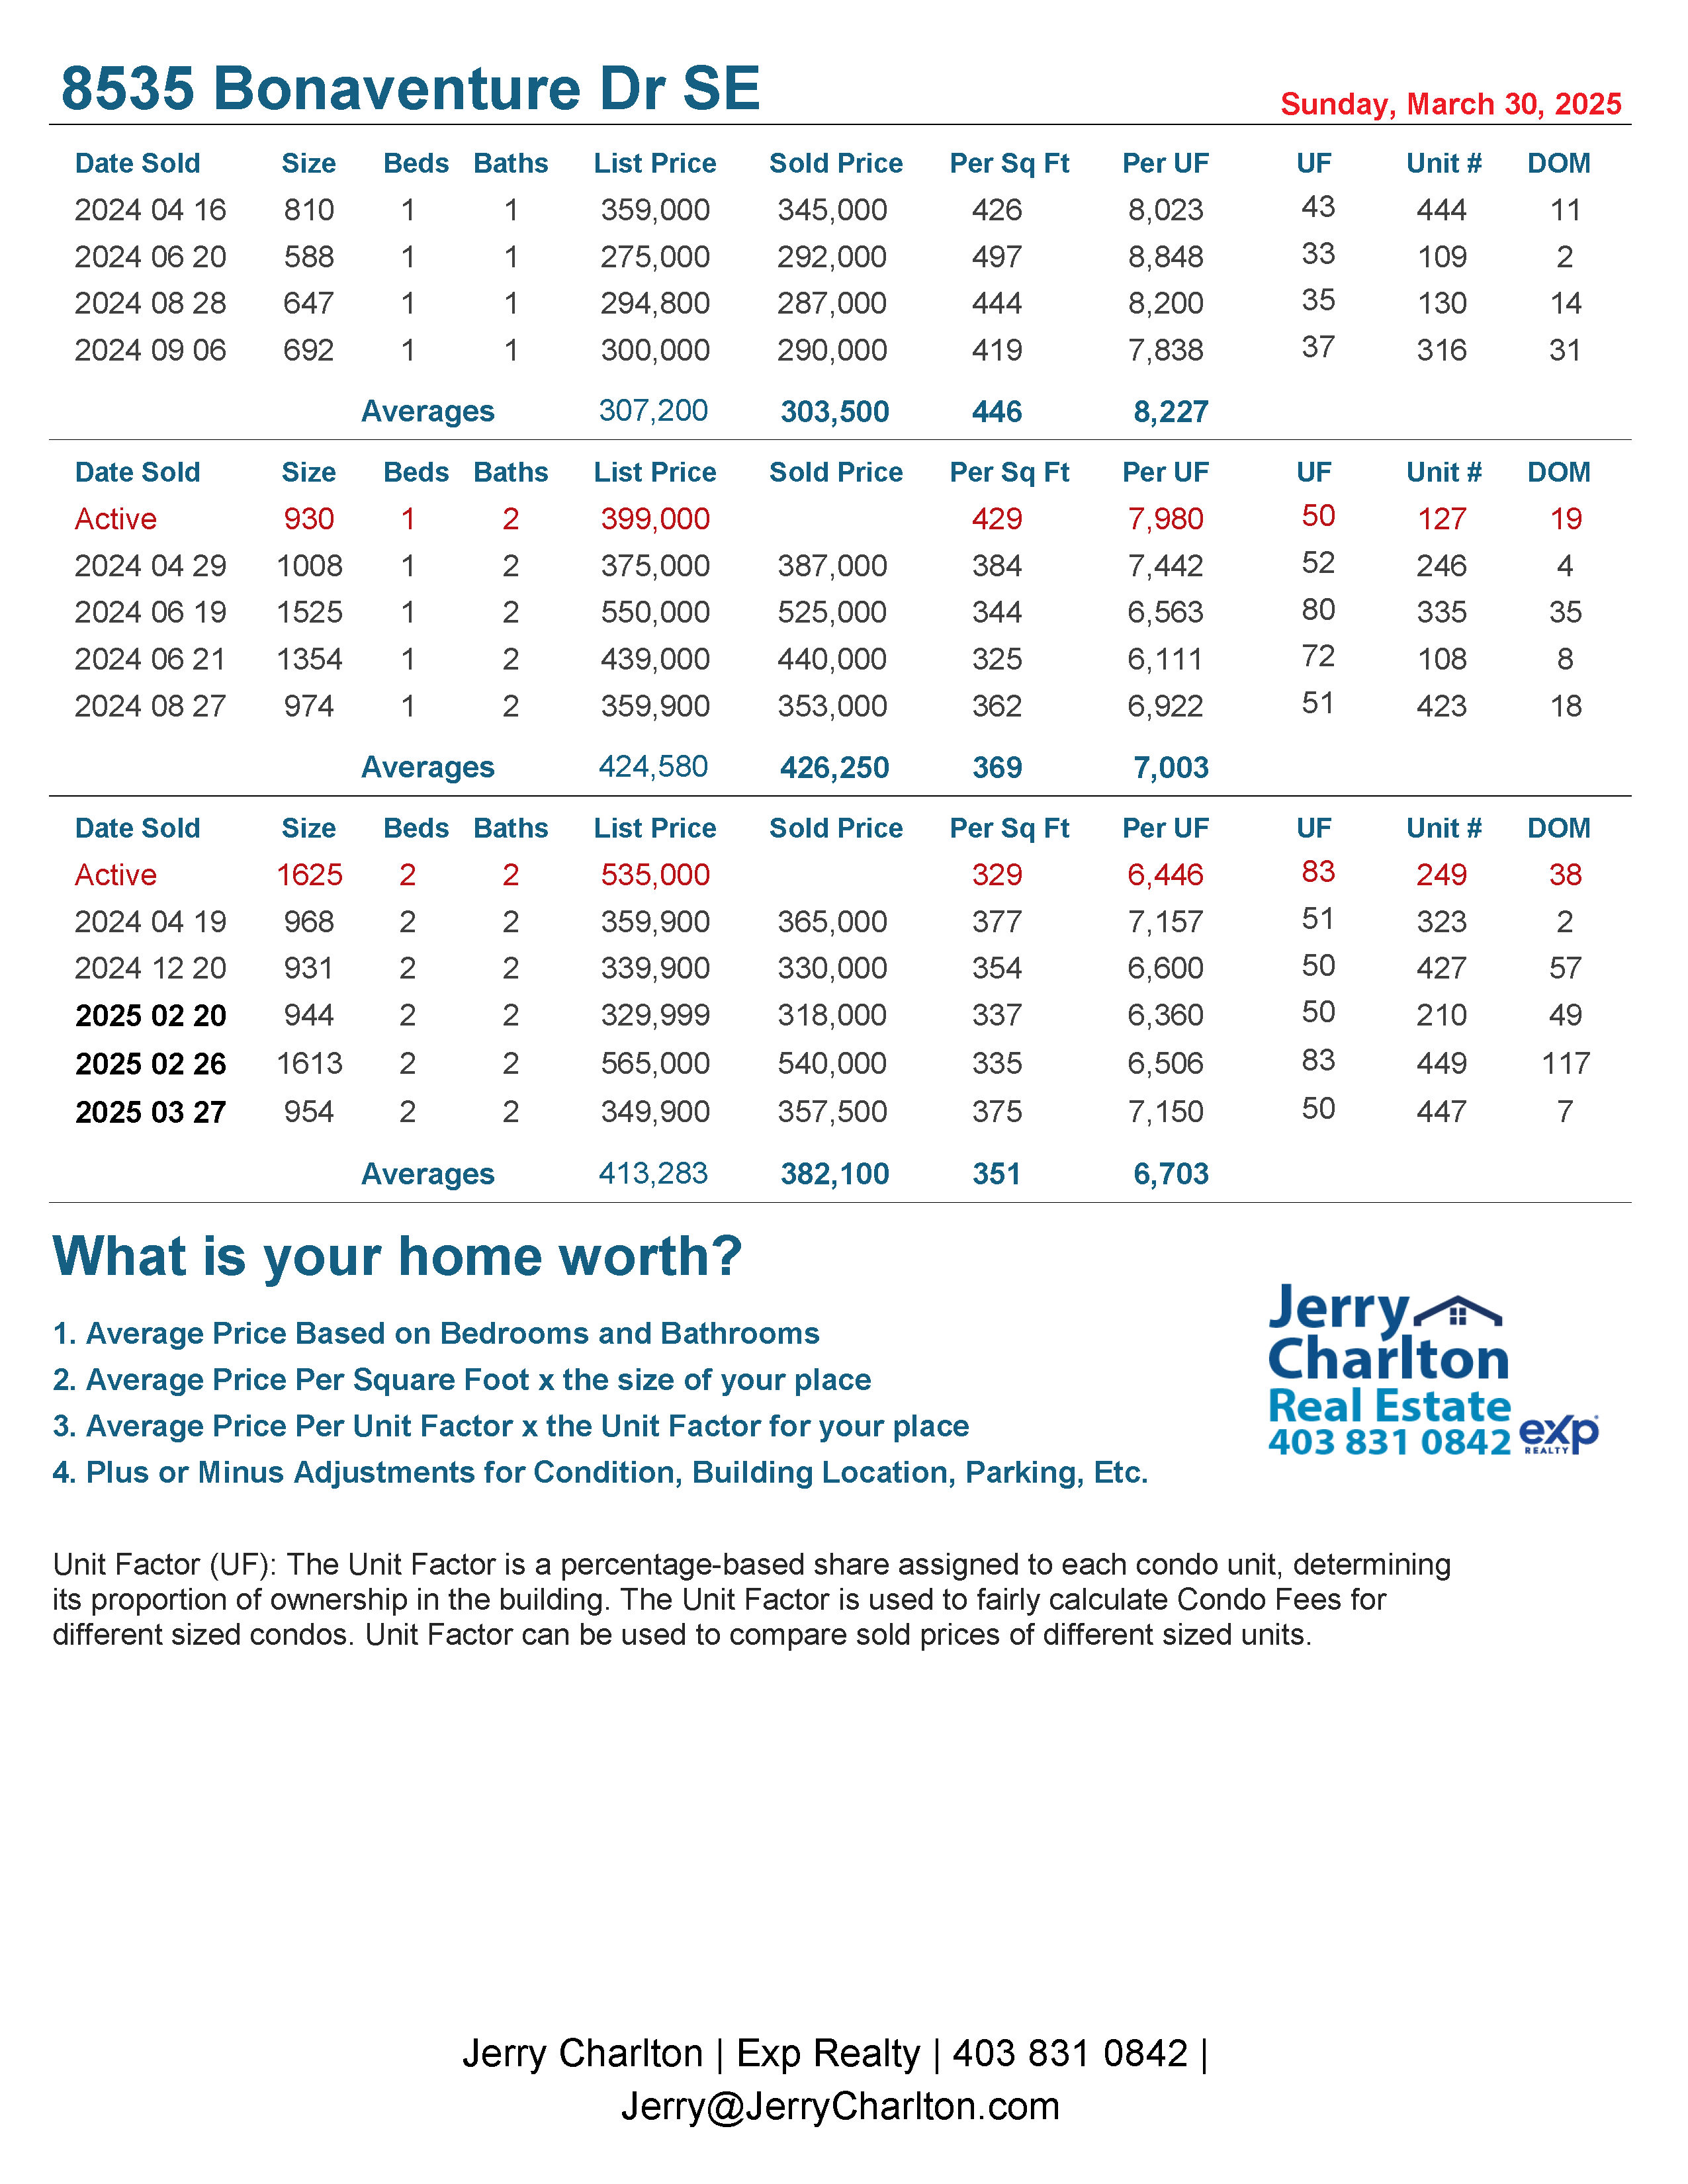 8535 Bonaventure Dr SE
Sunday, March 30, 2025
Date Sold Size Beds Baths List Price Sold Price Per Sq Ft Per UF UF Unit # DOM
2024 04 16 810 1 1 359,000 345,000 426 8,023 43 444 11
2024 06 20 588 1 1 275,000 292,000 497 8,848 33 109 2
2024 08 28 647 1 1 294,800 287,000 444 8,200 35 130 14
2024 09 06 692 1 1 300,000 290,000 419 7,838 37 316 31
Averages 307,200 303,500 446 8,227
Date Sold Size Beds Baths List Price Sold Price Per Sq Ft Per UF UF Unit # DOM
Active 930 1 2 399,000 429 7,980 50 127 19
2024 04 29 1008 1 2 375,000 387,000 384 7,442 52 246 4
2024 06 19 1525 1 2 550,000 525,000 344 6,563 80 335 35
2024 06 21 1354 1 2 439,000 440,000 325 6,111 72 108 8
2024 08 27 974 1 2 359,900 353,000 362 6,922 51 423 18
Averages 424,580 426,250 369 7,003
Date Sold Size Beds Baths List Price Sold Price Per Sq Ft Per UF UF Unit # DOM
Active 1625 2 2 535,000 329 6,446 83 249 38
2024 04 19 968 2 2 359,900 365,000 377 7,157 51 323 2
2024 12 20 931 2 2 339,900 330,000 354 6,600 50 427 57
2025 02 20 944 2 2 329,999 318,000 337 6,360 50 210 49
2025 02 26 1613 2 2 565,000 540,000 335 6,506 83 449 117
2025 03 27 954 2 2 349,900 357,500 375 7,150 50 447 7
Averages 413,283 382,100 351 6,703
What is your home worth?
1. Average Price Based on Bedrooms and Bathrooms
2. Average Price Per Square Foot x the size of your place
3. Average Price Per Unit Factor x the Unit Factor for your place
4. Plus or Minus Adjustments for Condition, Building Location, Parking, Etc.
Jerry
Charlton
Real Estate
403 831 0842
eXp
REALTY
Unit Factor (UF): The Unit Factor is a percentage-based share assigned to each condo unit, determining
its proportion of ownership in the building. The Unit Factor is used to fairly calculate Condo Fees for
different sized condos. Unit Factor can be used to compare sold prices of different sized units.
Jerry Charlton | Exp Realty | 403 831 0842 |
Jerry@JerryCharlton.com